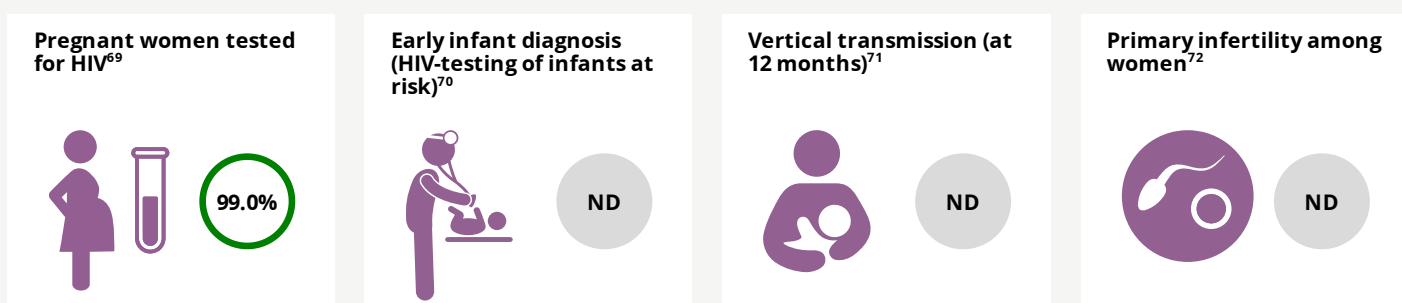 Pregnant women tested
for HIV⁶⁹
99.0%
Early infant diagnosis
(HIV-testing of infants at
risk)⁷⁰
ND
Vertical transmission (at
12 months)⁷¹
ND
Primary infertility among
women⁷²
ND